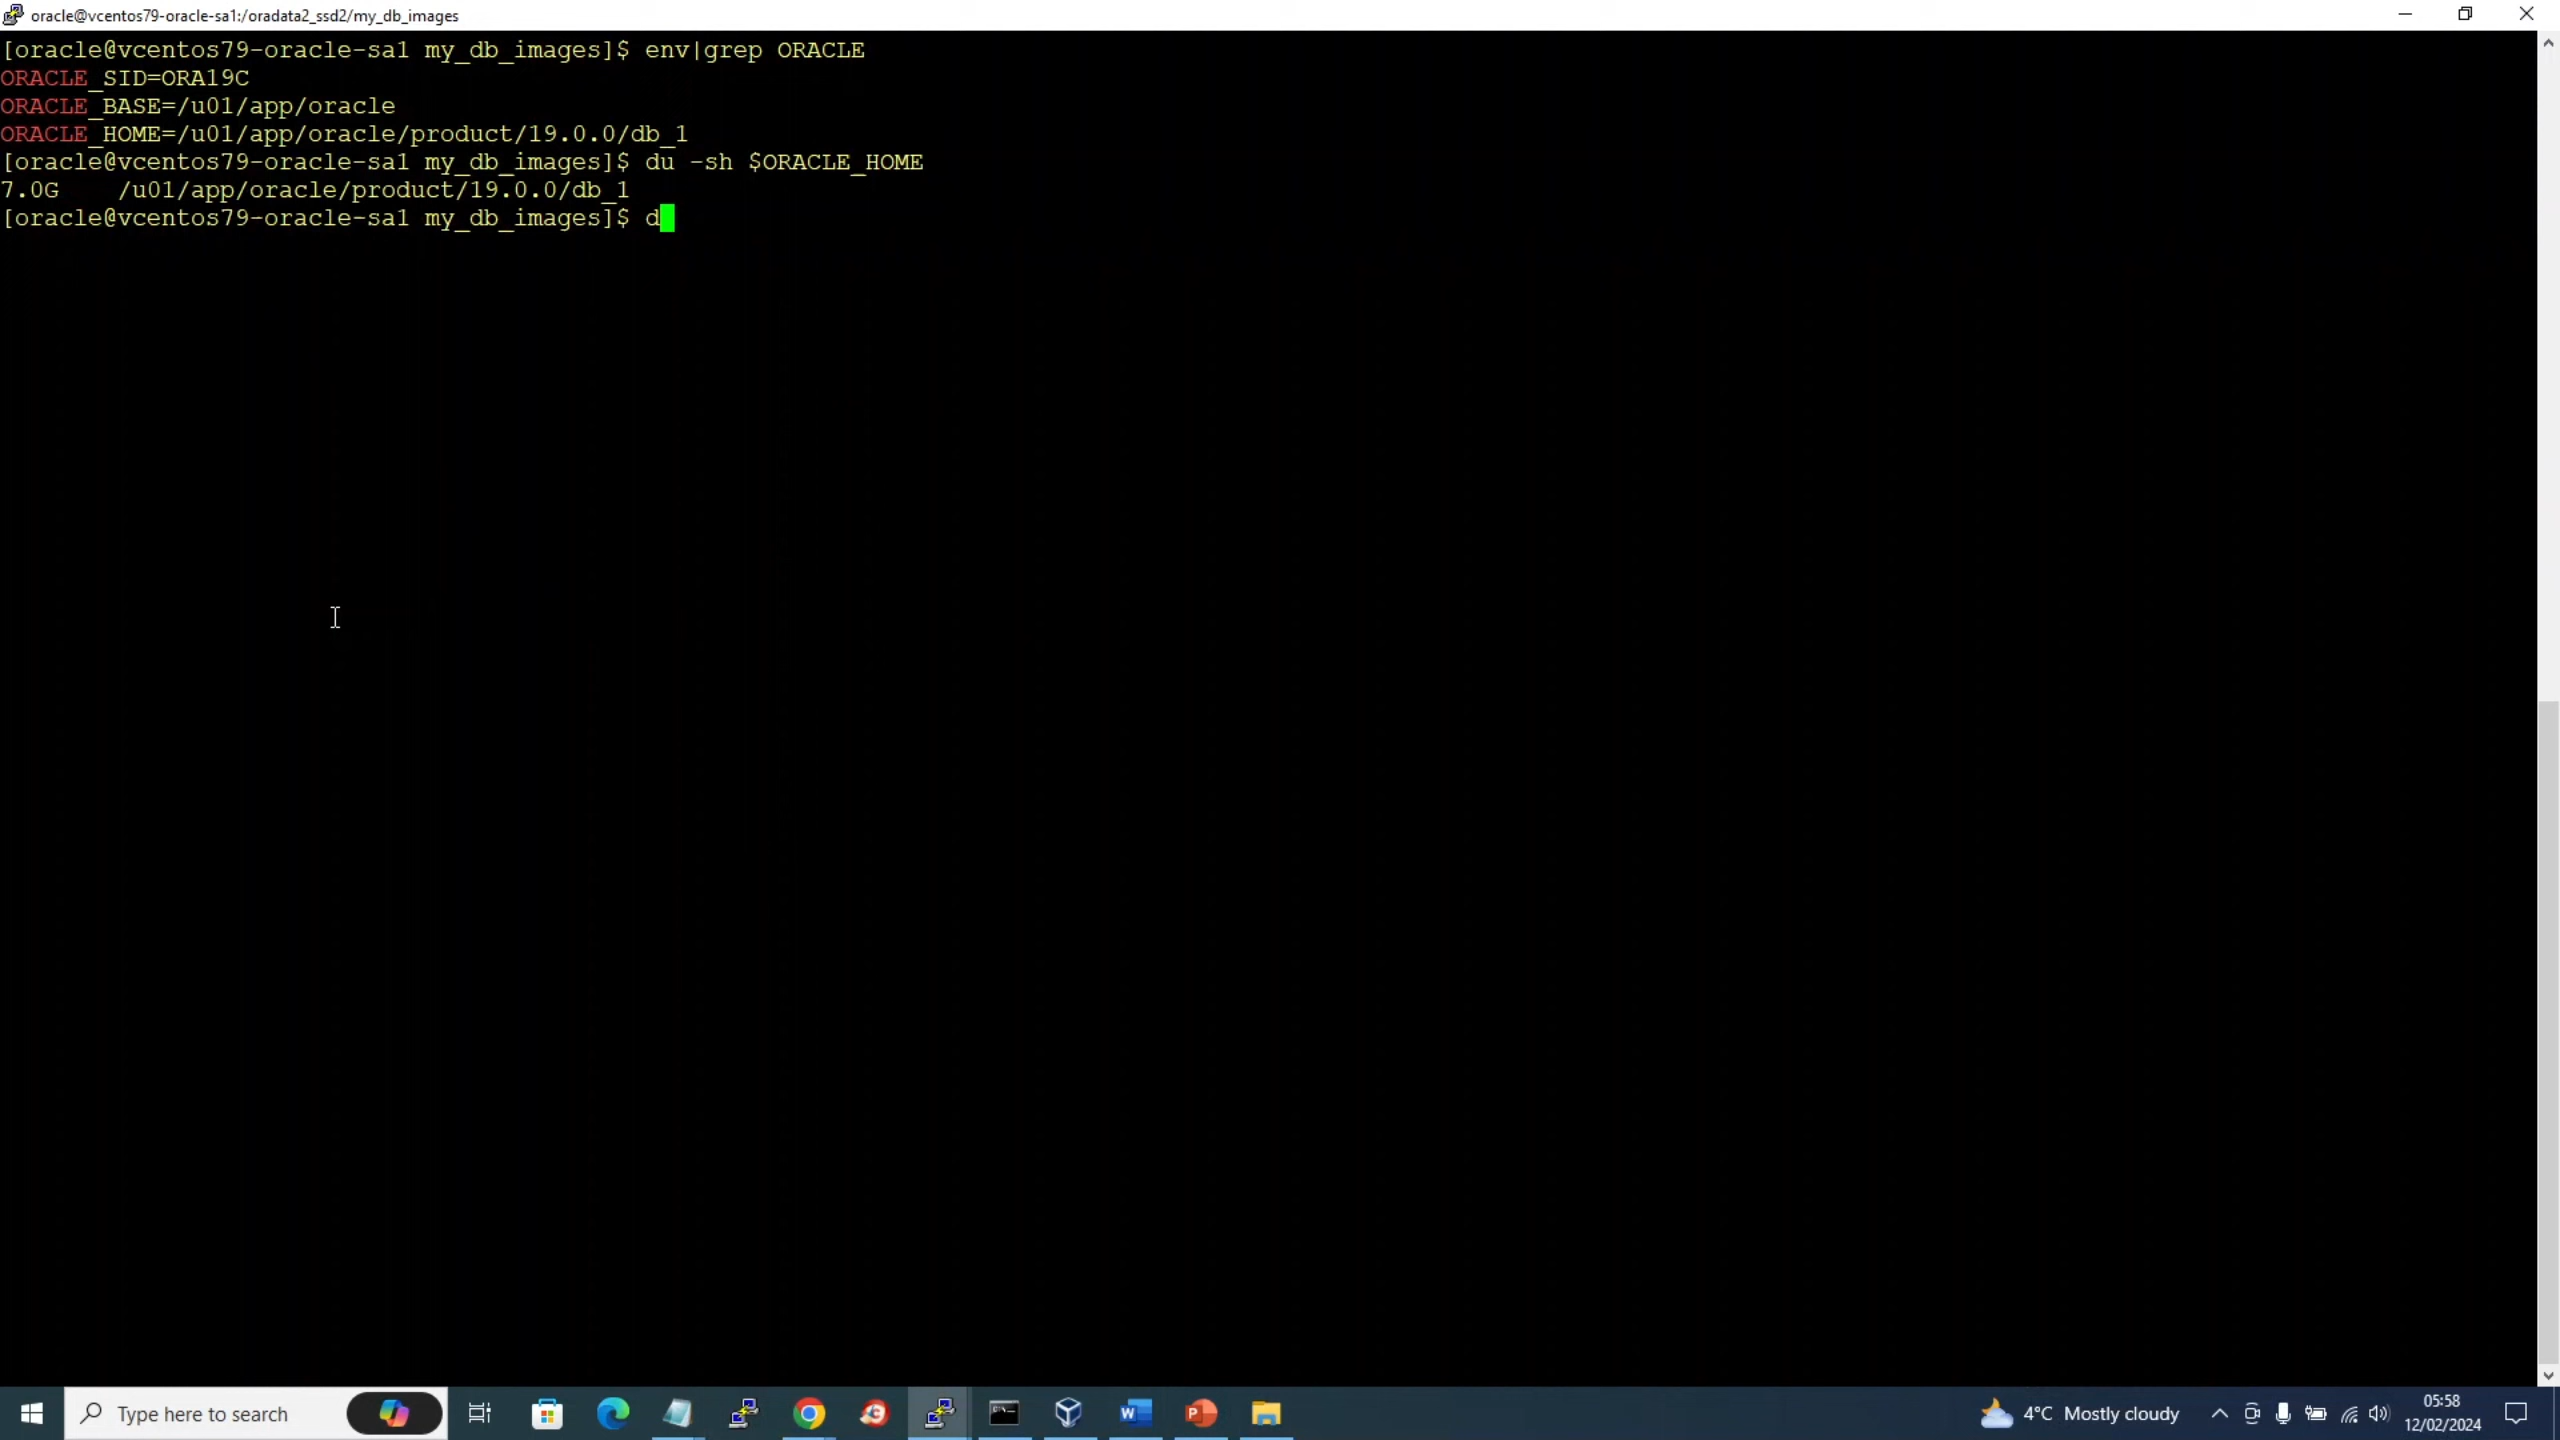 oracle@vcentos79-oracle-sa1:/oradata2_ssd2/my_db_images
[oracle@vcentos79-oracle-sa1 my_db_images]$ env|grep ORACLE
ORACLE_SID=ORA19C
ORACLE_BASE=/u01/app/oracle
ORACLE_HOME=/u01/app/oracle/product/19.0.0/db_1
[oracle@vcentos79-oracle-sa1 my_db_images]$ du -sh $ORACLE_HOME
7.0G    /u01/app/oracle/product/19.0.0/db_1
[oracle@vcentos79-oracle-sa1 my_db_images]$ d
Type here to search
4°C Mostly cloudy
05:58
12/02/2024